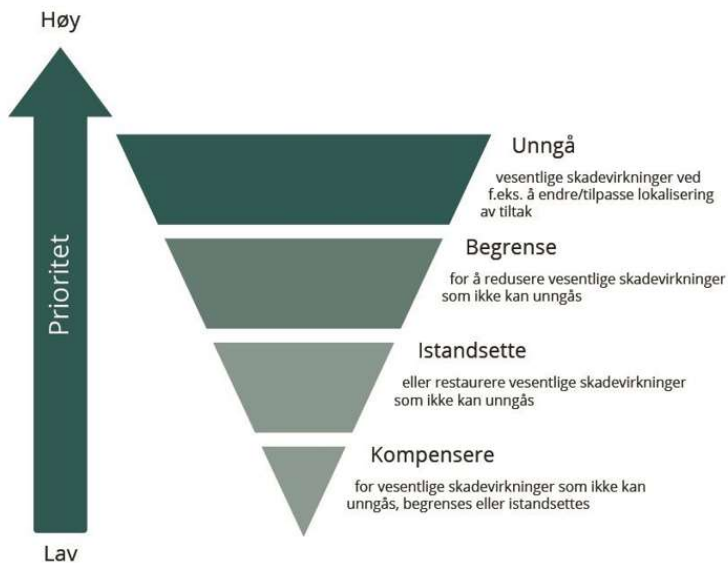 Høy
Prioritet
Unngå
vesentlige skadevirkninger ved
f.eks. å endre/tilpasse lokalisering
av tiltak
Begrense
for å redusere vesentlige skadevirkninger
som ikke kan unngås
Istandsette
eller restaurere vesentlige skadevirkninger
som ikke kan unngås
Kompensere
for vesentlige skadevirkninger som ikke kan
unngås, begrenses eller istandsettes
Lav